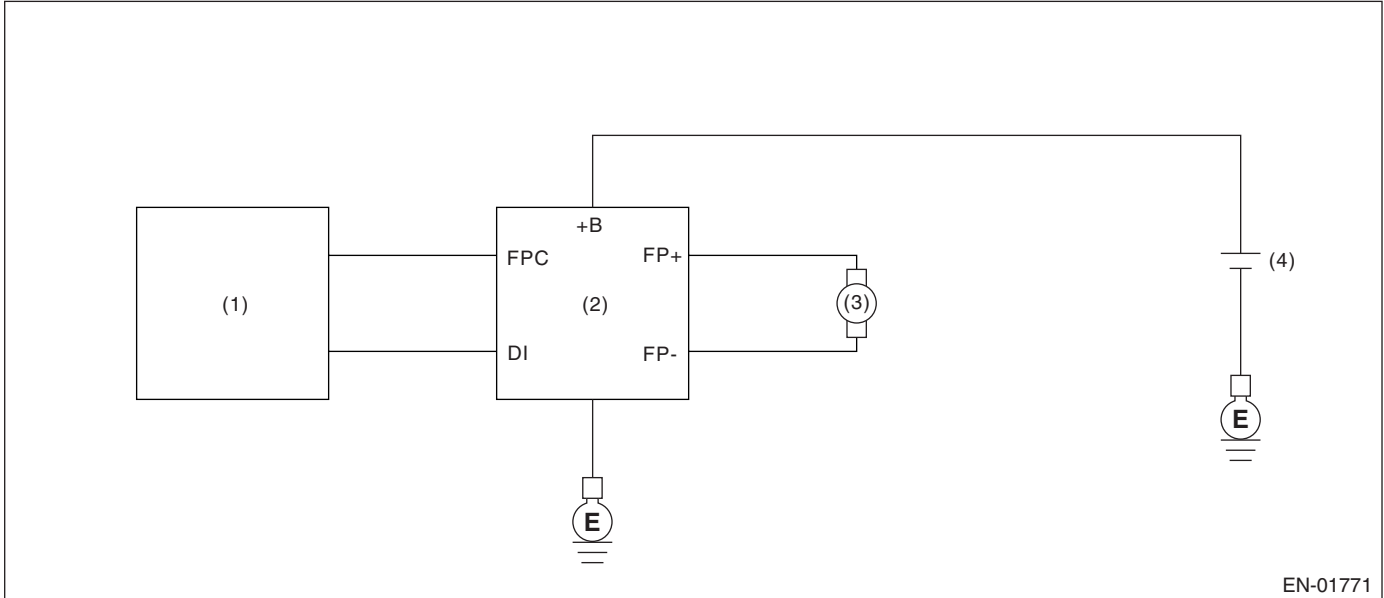 +B
FPC
FP+
(1)
(2)
(3)
(4)
DI
FP-
E
E
EN-01771